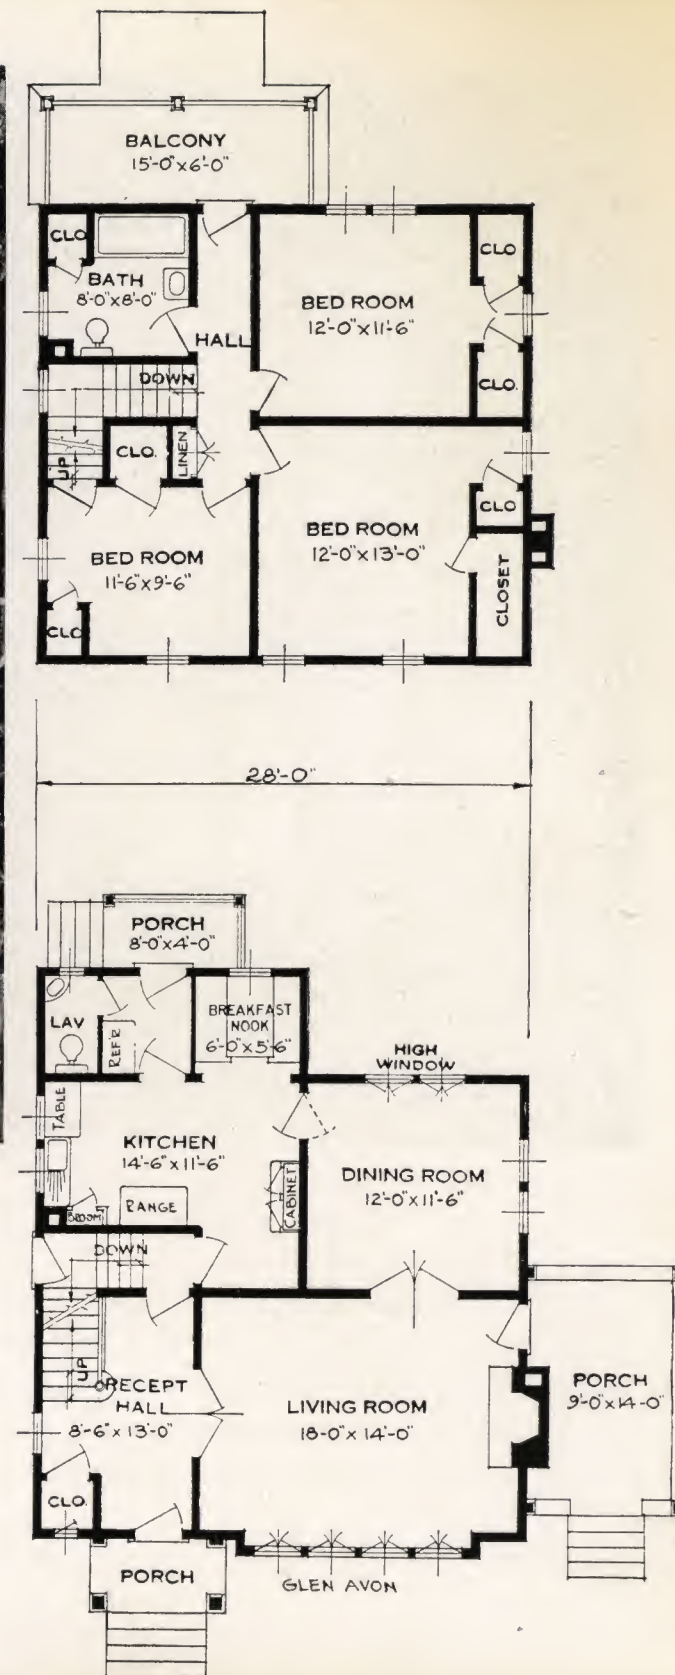 BALCONY
15'-0"x6'-0"
CLO
BATH
8'-0"x8'-0"
HALL
BED ROOM
12'-0"x11'-6"
CLO
CLO.
DOWN
UP
CLO.
LINEN
BED ROOM
11'-6"x9'-6"
CLO
BED ROOM
12'-0"x13'-0"
CLO
CLOSET
28'-0"
PORCH
8'-0"x4'-0"
LAV
REF'R
BREAKFAST
NOOK
6'-0"x5'-6"
HIGH
WINDOW
TABLE
KITCHEN
14'-6"x11'-6"
BROOM
RANGE
CABINET
DINING ROOM
12'-0"x11'-6"
DOWN
UP
RECEPT
HALL
8'-6"x13'-0"
CLO.
LIVING ROOM
18'-0"x14'-0"
PORCH
9'-0"x14'-0"
PORCH
GLEN AVON